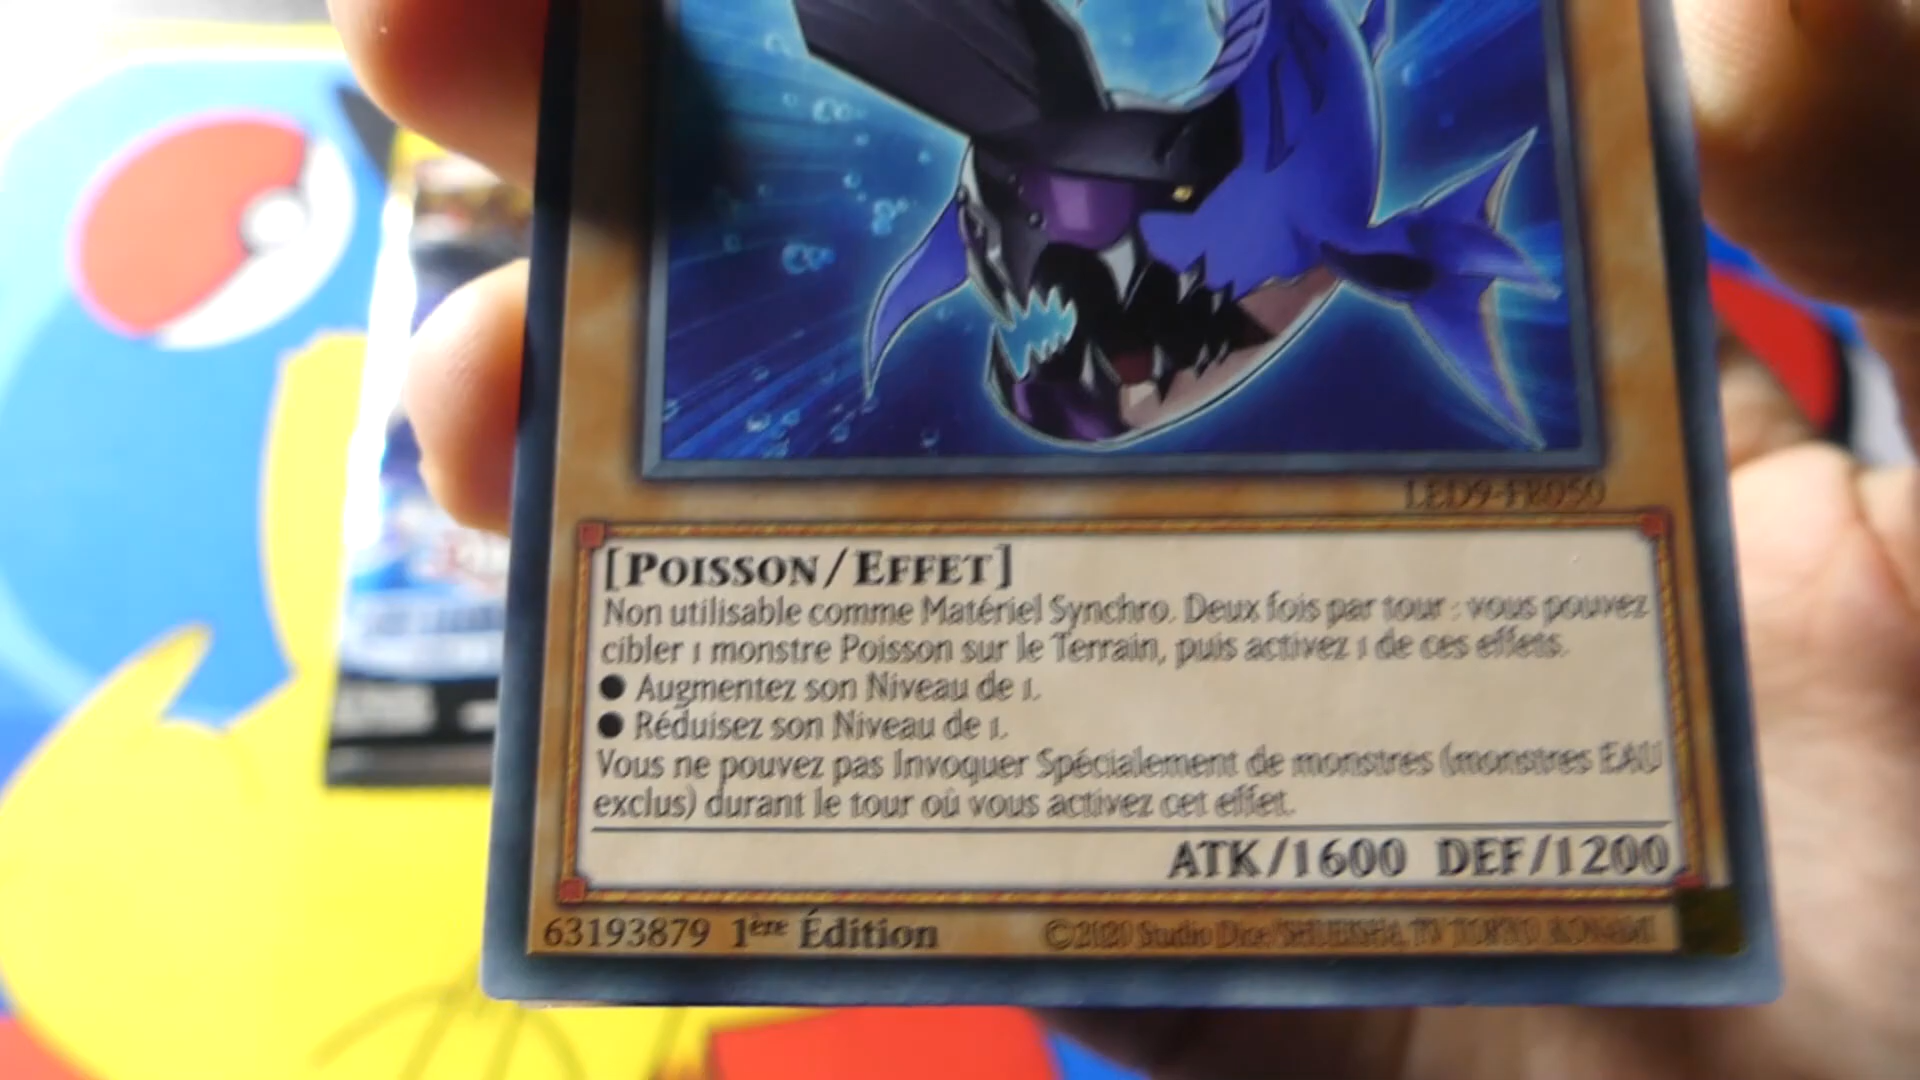 LED9-FR050
[POISSON/EFFET]
Non utilisable comme Matériel Synchro. Deux fois par tour : vous pouvez
cibler 1 monstre Poisson sur le Terrain, puis activez 1 de ces effets.
● Augmentez son Niveau de 1.
● Réduisez son Niveau de 1.
Vous ne pouvez pas Invoquer Spécialement de monstres (monstres EAU
exclus) durant le tour où vous activez cet effet.
ATK/1600 DEF/1200
63193879 1ère Édition ©2020 Studio Dice/SHUEISHA, TV TOKYO, KONAMI